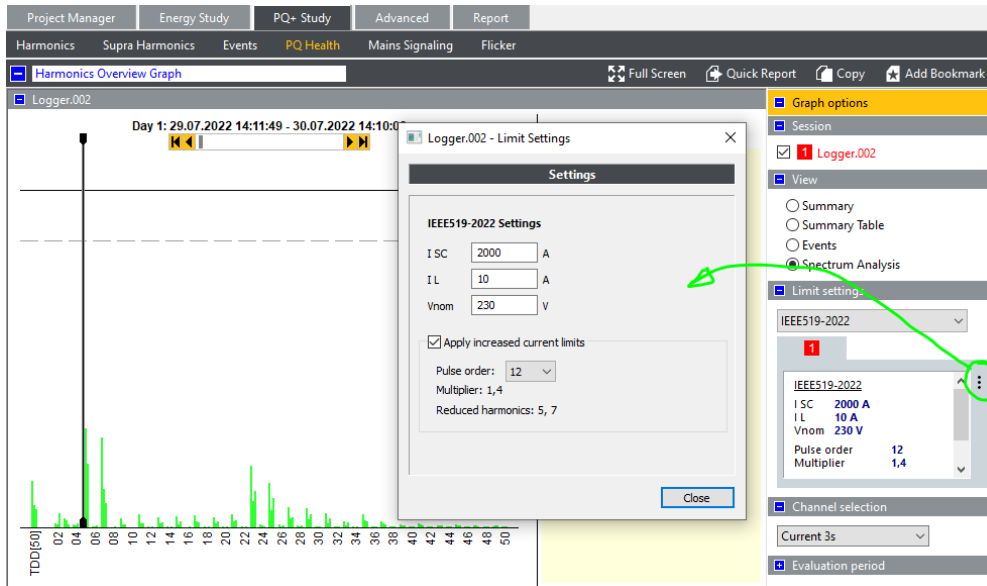 Project Manager Energy Study PQ+ Study Advanced Report
Harmonics Supra Harmonics Events PQ Health Mains Signaling Flicker
Harmonics Overview Graph Full Screen Quick Report Copy Add Bookmark
Logger.002
Day 1: 29.07.2022 14:11:49 - 30.07.2022 14:10:0
TDD[50] 02 04 06 08 10 12 14 16 18 20 22 24 26 28 30 32 34 36 38 40 42 44 46 48 50
Logger.002 - Limit Settings
Settings
IEEE519-2022 Settings
I SC 2000 A
I L 10 A
Vnom 230 V
Apply increased current limits
Pulse order: 12
Multiplier: 1,4
Reduced harmonics: 5, 7
Close
Graph options
Session
1 Logger.002
View
Summary
Summary Table
Events
Spectrum Analysis
Limit settings
IEEE519-2022
1
IEEE519-2022
I SC 2000 A
I L 10 A
Vnom 230 V
Pulse order 12
Multiplier 1,4
Channel selection
Current 3s
Evaluation period